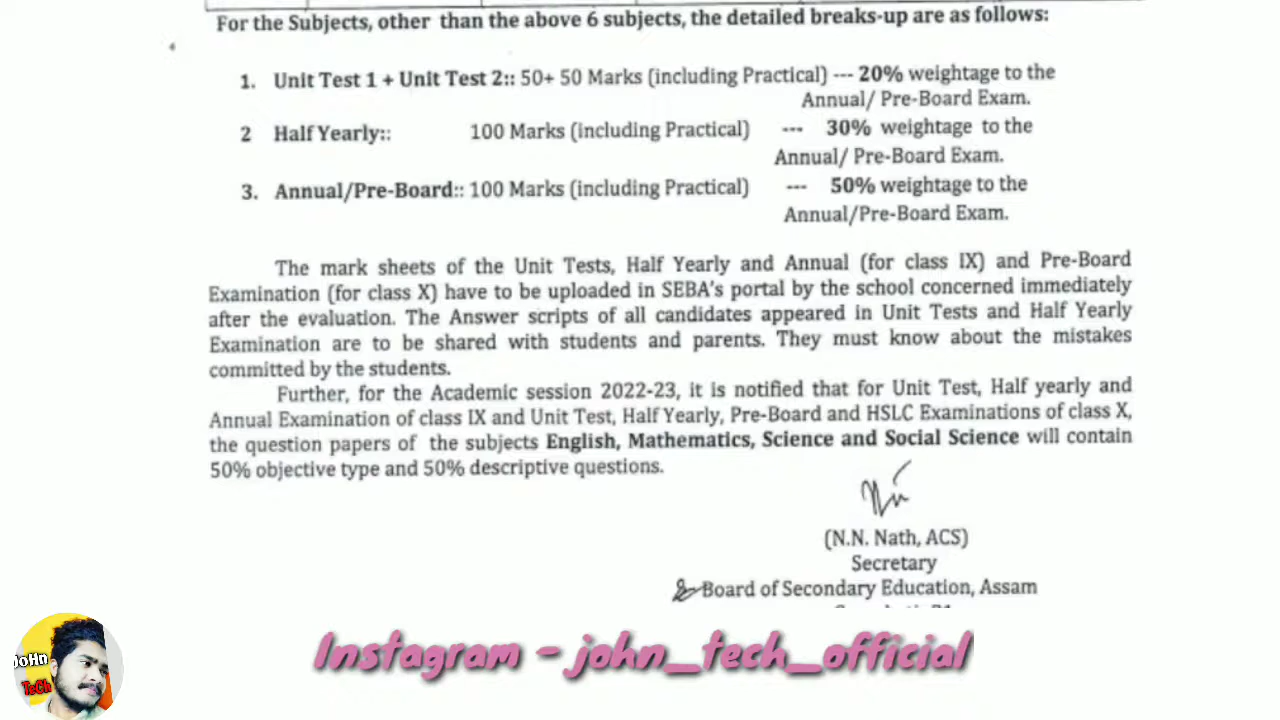 For the Subjects, other than the above 6 subjects, the detailed breaks-up are as follows:
1. Unit Test 1 + Unit Test 2:: 50+ 50 Marks (including Practical) --- 20% weightage to the
Annual/ Pre-Board Exam.
2 Half Yearly:: 100 Marks (including Practical) --- 30% weightage to the
Annual/ Pre-Board Exam.
3. Annual/Pre-Board:: 100 Marks (including Practical) --- 50% weightage to the
Annual/Pre-Board Exam.
The mark sheets of the Unit Tests, Half Yearly and Annual (for class IX) and Pre-Board
Examination (for class X) have to be uploaded in SEBA's portal by the school concerned immediately
after the evaluation. The Answer scripts of all candidates appeared in Unit Tests and Half Yearly
Examination are to be shared with students and parents. They must know about the mistakes
committed by the students.
Further, for the Academic session 2022-23, it is notified that for Unit Test, Half yearly and
Annual Examination of class IX and Unit Test, Half Yearly, Pre-Board and HSLC Examinations of class X,
the question papers of the subjects English, Mathematics, Science and Social Science will contain
50% objective type and 50% descriptive questions.
(N.N. Nath, ACS)
Secretary
Board of Secondary Education, Assam
joHn
TecH
Instagram - john_tech_official